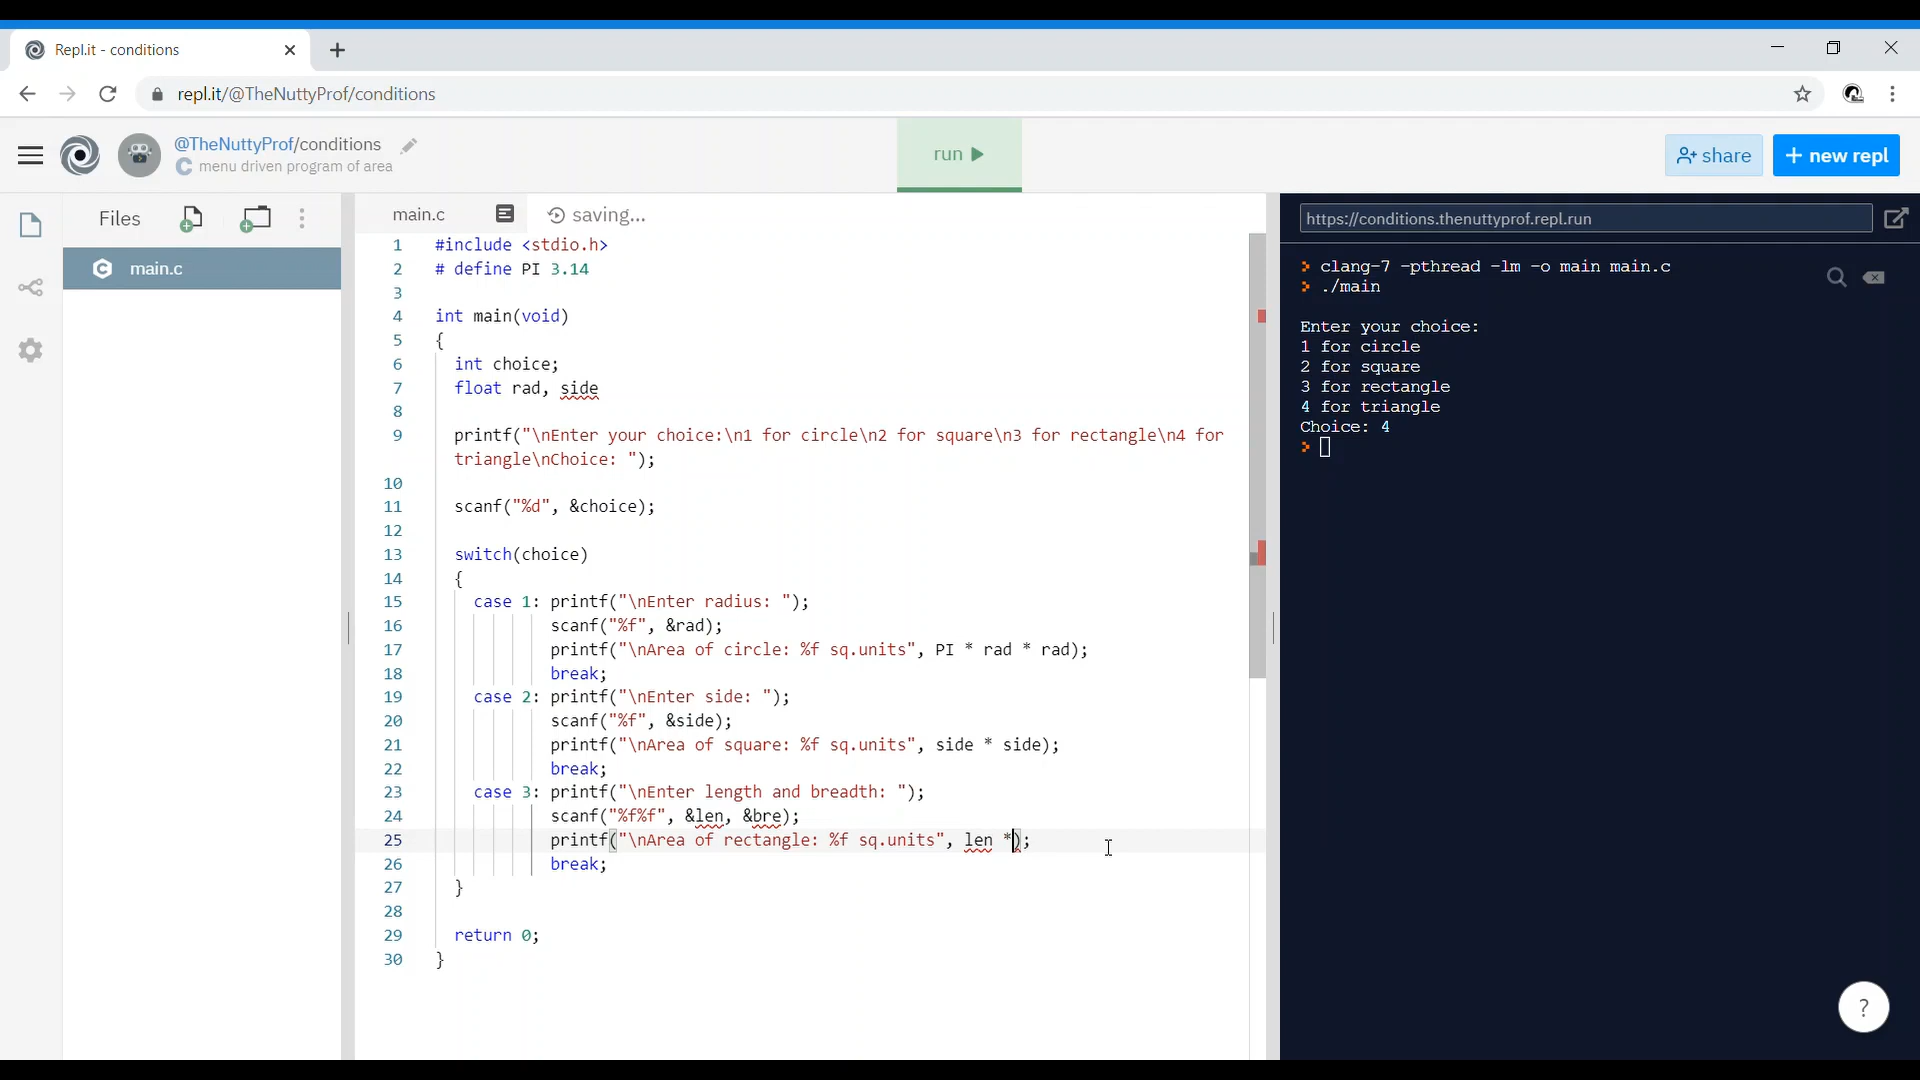 Repl.it - conditions
repl.it/@TheNuttyProf/conditions
@TheNuttyProf/conditions
menu driven program of area
run
share
+ new repl
Files
main.c
main.c
saving...
https://conditions.thenuttyprof.repl.run
1 #include <stdio.h>
2 # define PI 3.14
3
4 int main(void)
5 {
6 int choice;
7 float rad, side
8
9 printf("\nEnter your choice:\n1 for circle\n2 for square\n3 for rectangle\n4 for
triangle\nChoice: ");
10
11 scanf("%d", &choice);
12
13 switch(choice)
14 {
15 case 1: printf("\nEnter radius: ");
16 scanf("%f", &rad);
17 printf("\nArea of circle: %f sq.units", PI * rad * rad);
18 break;
19 case 2: printf("\nEnter side: ");
20 scanf("%f", &side);
21 printf("\nArea of square: %f sq.units", side * side);
22 break;
23 case 3: printf("\nEnter length and breadth: ");
24 scanf("%f%f", &len, &bre);
25 printf("\nArea of rectangle: %f sq.units", len *);
26 break;
27 }
28
29 return 0;
30 }
> clang-7 -pthread -lm -o main main.c
> ./main
Enter your choice:
1 for circle
2 for square
3 for rectangle
4 for triangle
Choice: 4
>
?